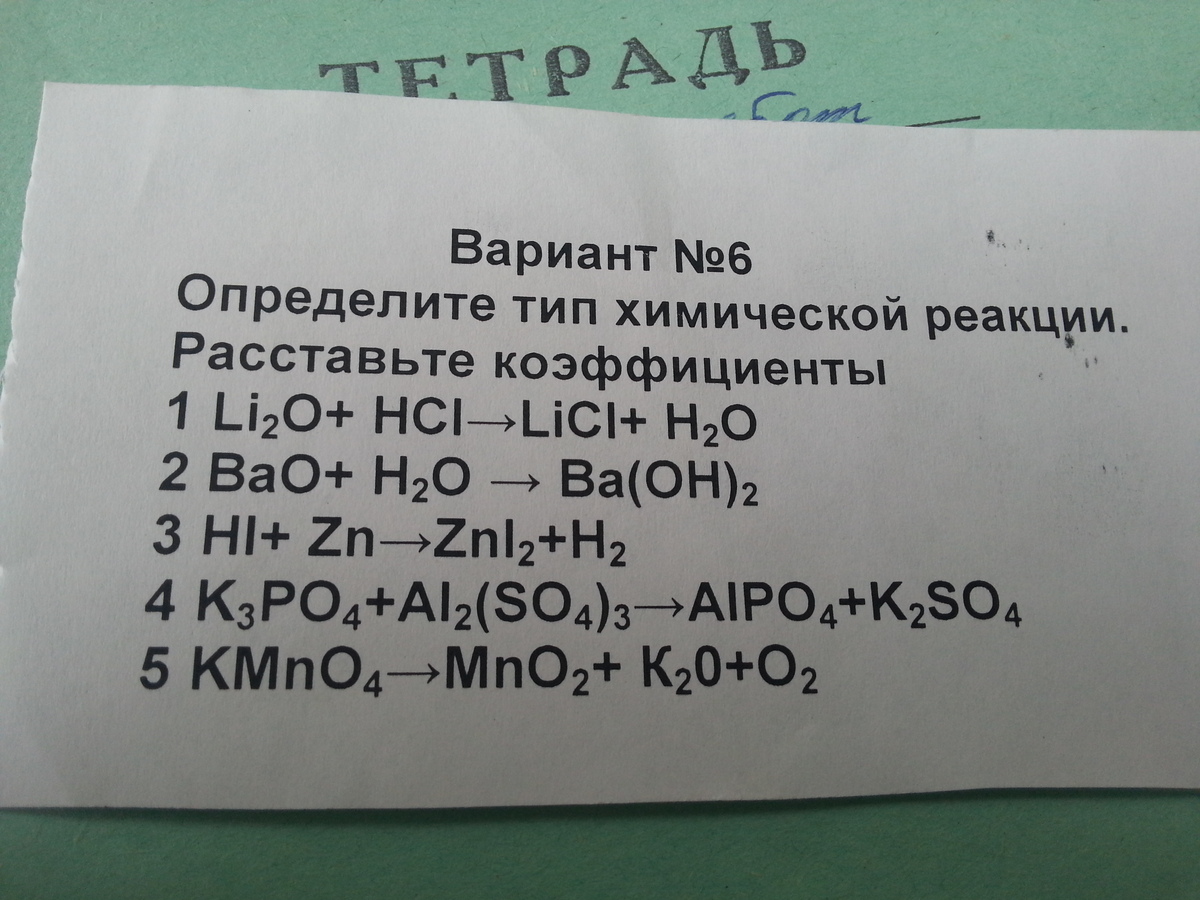 ТЕТРАДЬ
Вариант №6
Определите тип химической реакции.
Расставьте коэффициенты
1 Li₂O+ HCl→LiCl+ H₂O
2 BaO+ H₂O → Ba(OH)₂
3 HI+ Zn→ZnI₂+H₂
4 K₃PO₄+Al₂(SO₄)₃→AlPO₄+K₂SO₄
5 KMnO₄→MnO₂+ K₂0+O₂